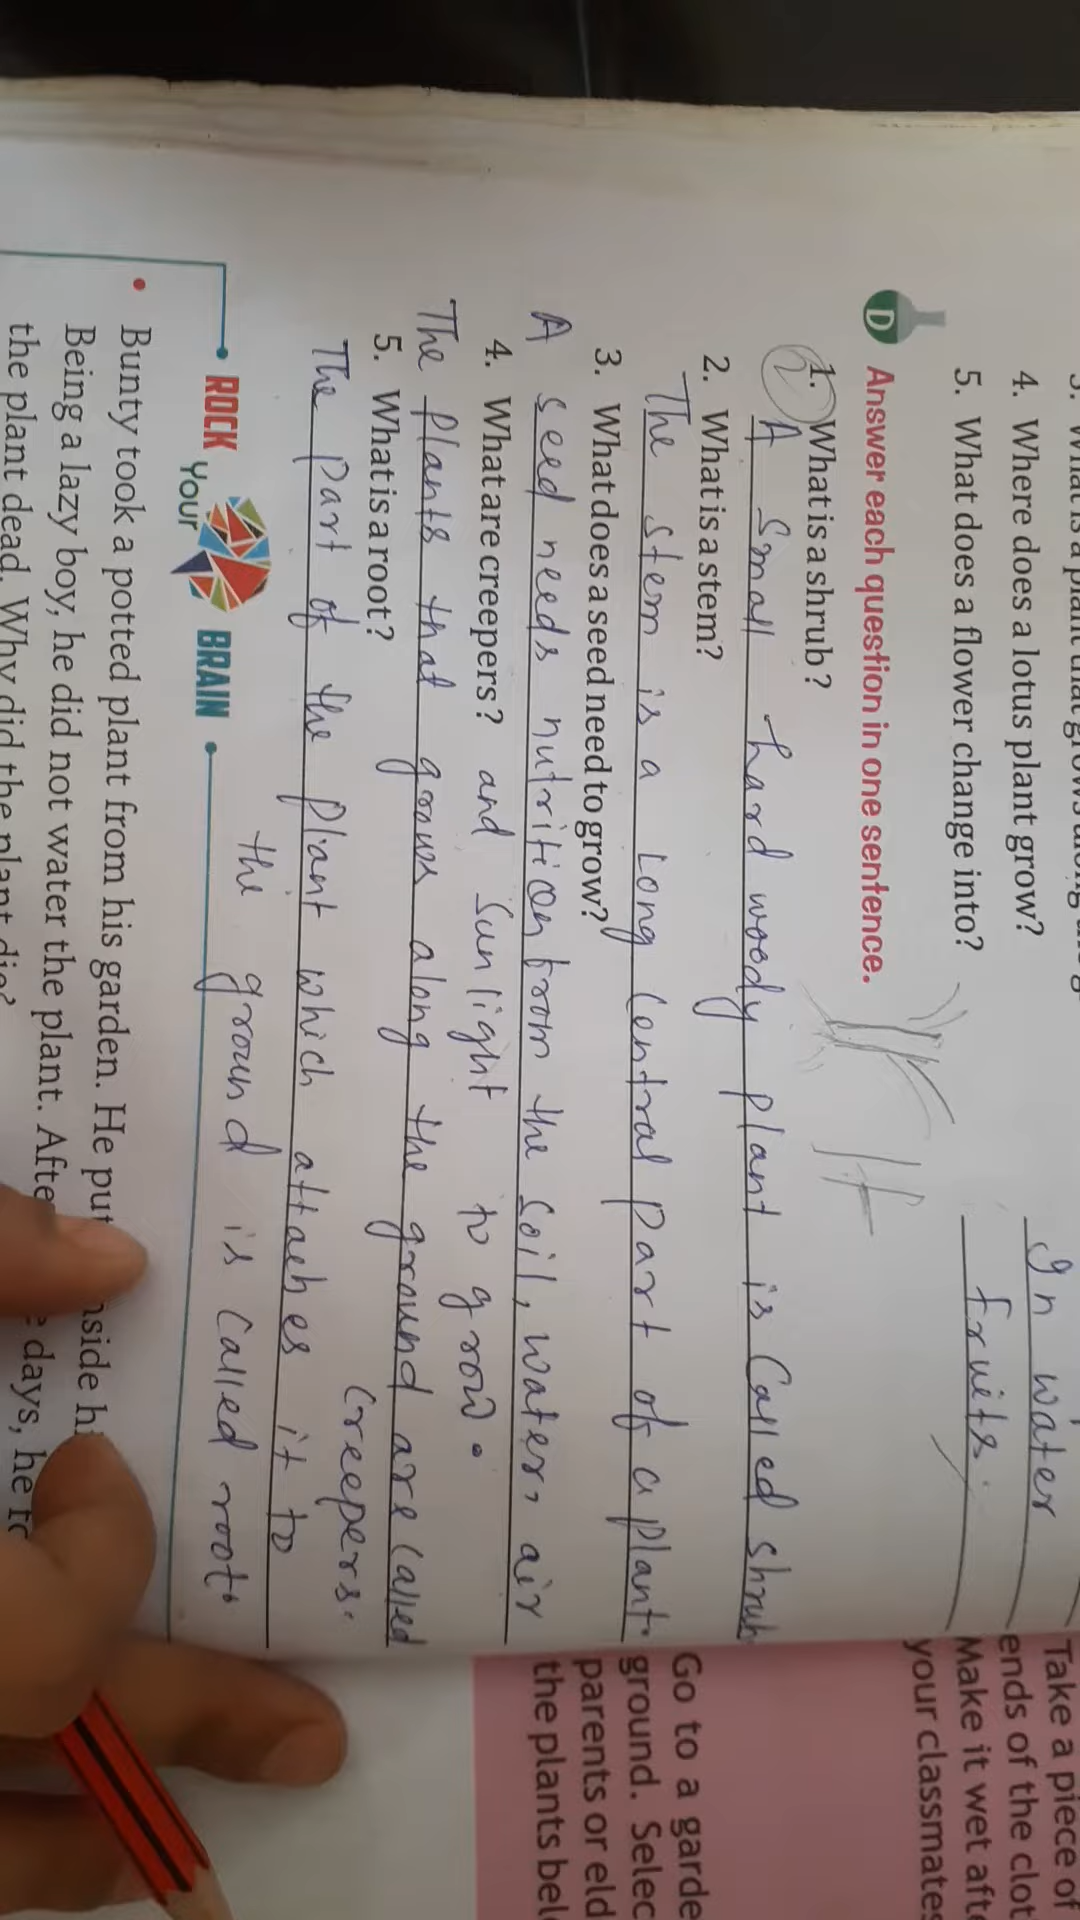 4. Where does a lotus plant grow? In water
5. What does a flower change into? fruits.
D Answer each question in one sentence.
1. What is a shrub?
A small hard woody plant is called shrub
2. What is a stem?
The stem is a long central part of a plant.
3. What does a seed need to grow?
A seed needs nutrition from the soil, water, air
4. What are creepers? and sunlight to grow.
The plants that grows along the ground are called
5. What is a root? creepers.
The part of the plant which attaches it to
ROCK Your BRAIN the ground is called root.
• Bunty took a potted plant from his garden. He put inside
Being a lazy boy, he did not water the plant. days, he
the plant dead. Why did the plant die?
Take a piece of
ends of the clot
Make it wet aft
your classmates
Go to a garde
ground. Selec
parents or eld
the plants bel